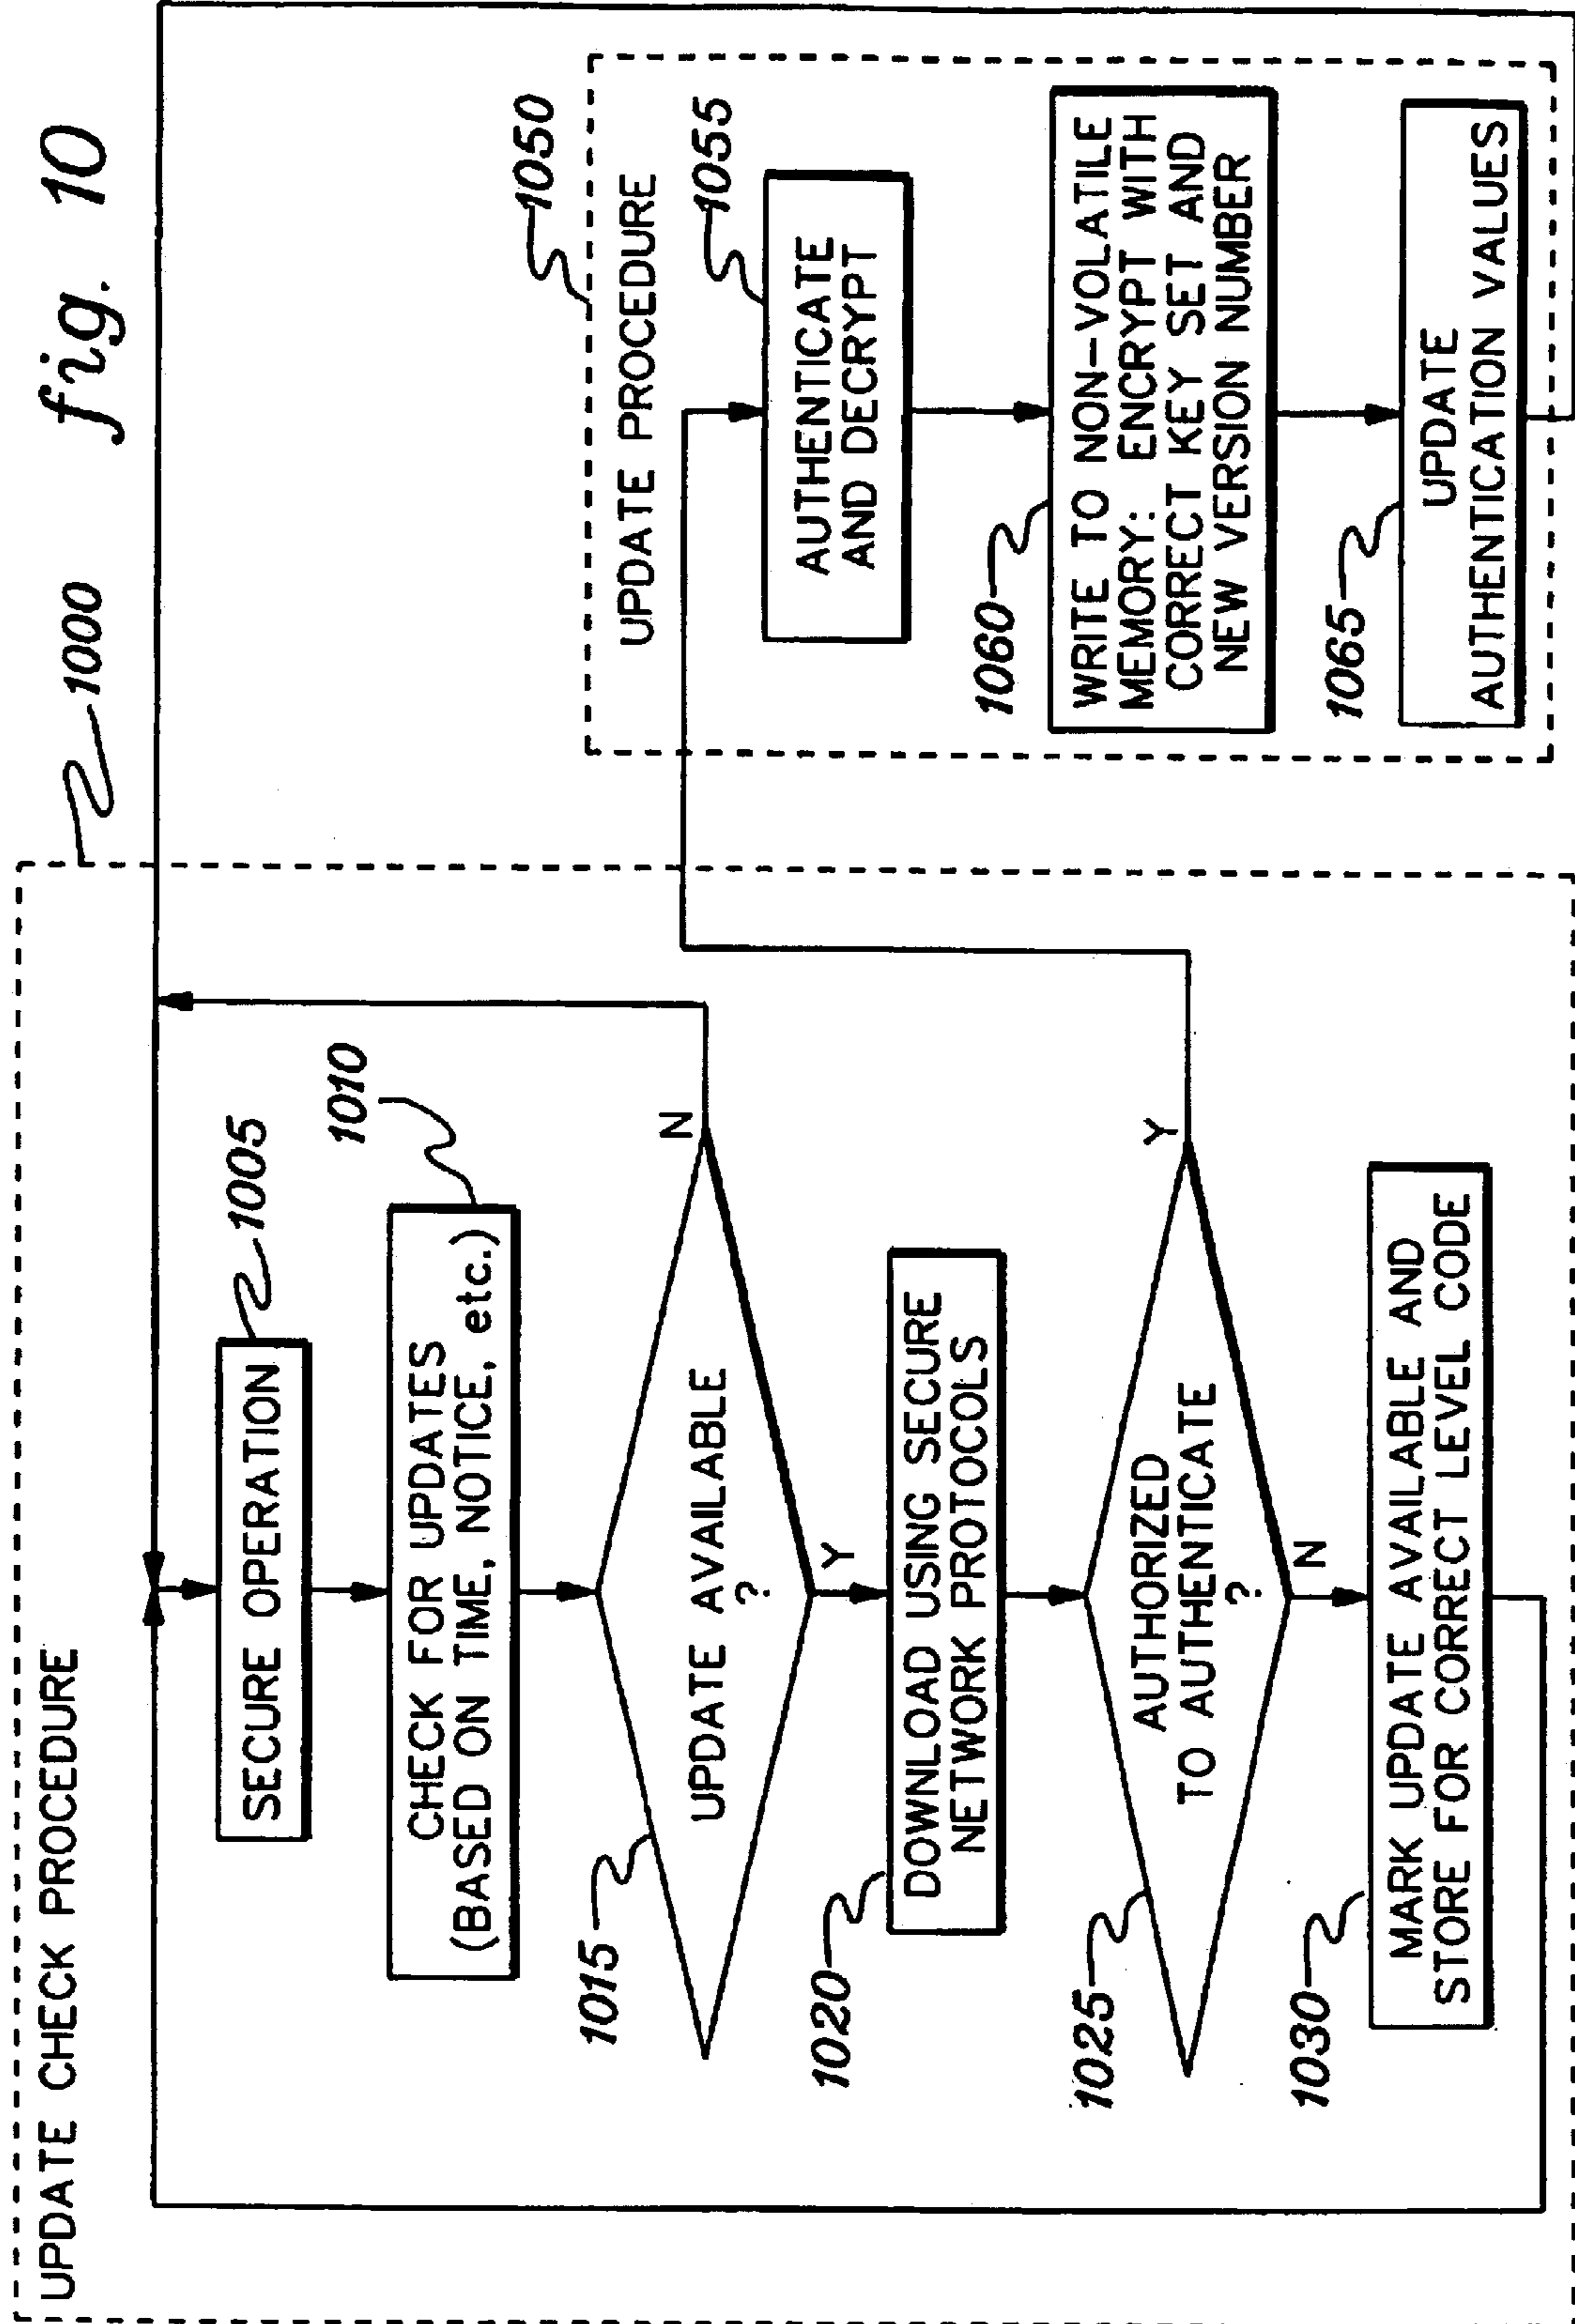 fig. 10
1000
UPDATE CHECK PROCEDURE
SECURE OPERATION
1005
CHECK FOR UPDATES
(BASED ON TIME, NOTICE, etc.)
1010
1015
UPDATE AVAILABLE
?
N
Y
1020
DOWNLOAD USING SECURE
NETWORK PROTOCOLS
1025
AUTHORIZED
TO AUTHENTICATE
?
Y
N
1030
MARK UPDATE AVAILABLE AND
STORE FOR CORRECT LEVEL CODE
1050
UPDATE PROCEDURE
1055
AUTHENTICATE
AND DECRYPT
1060
WRITE TO NON-VOLATILE
MEMORY: ENCRYPT WITH
CORRECT KEY SET AND
NEW VERSION NUMBER
1065
UPDATE
AUTHENTICATION VALUES